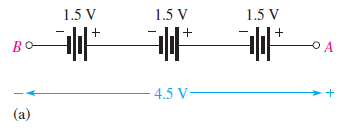 1.5 V 1.5 V 1.5 V
B - + - + - + A
- 4.5 V +
(a)